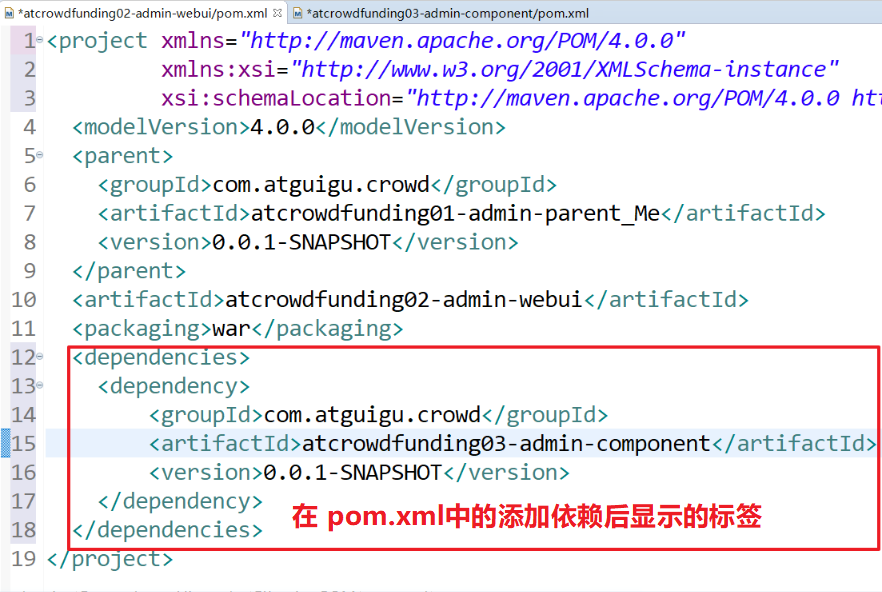 *atcrowdfunding02-admin-webui/pom.xml *atcrowdfunding03-admin-component/pom.xml
1 <project xmlns="http://maven.apache.org/POM/4.0.0"
2 xmlns:xsi="http://www.w3.org/2001/XMLSchema-instance"
3 xsi:schemaLocation="http://maven.apache.org/POM/4.0.0 htt
4 <modelVersion>4.0.0</modelVersion>
5 <parent>
6 <groupId>com.atguigu.crowd</groupId>
7 <artifactId>atcrowdfunding01-admin-parent_Me</artifactId>
8 <version>0.0.1-SNAPSHOT</version>
9 </parent>
10 <artifactId>atcrowdfunding02-admin-webui</artifactId>
11 <packaging>war</packaging>
12 <dependencies>
13 <dependency>
14 <groupId>com.atguigu.crowd</groupId>
15 <artifactId>atcrowdfunding03-admin-component</artifactId>
16 <version>0.0.1-SNAPSHOT</version>
17 </dependency>
在 pom.xml中的添加依赖后显示的标签
18 </dependencies>
19 </project>